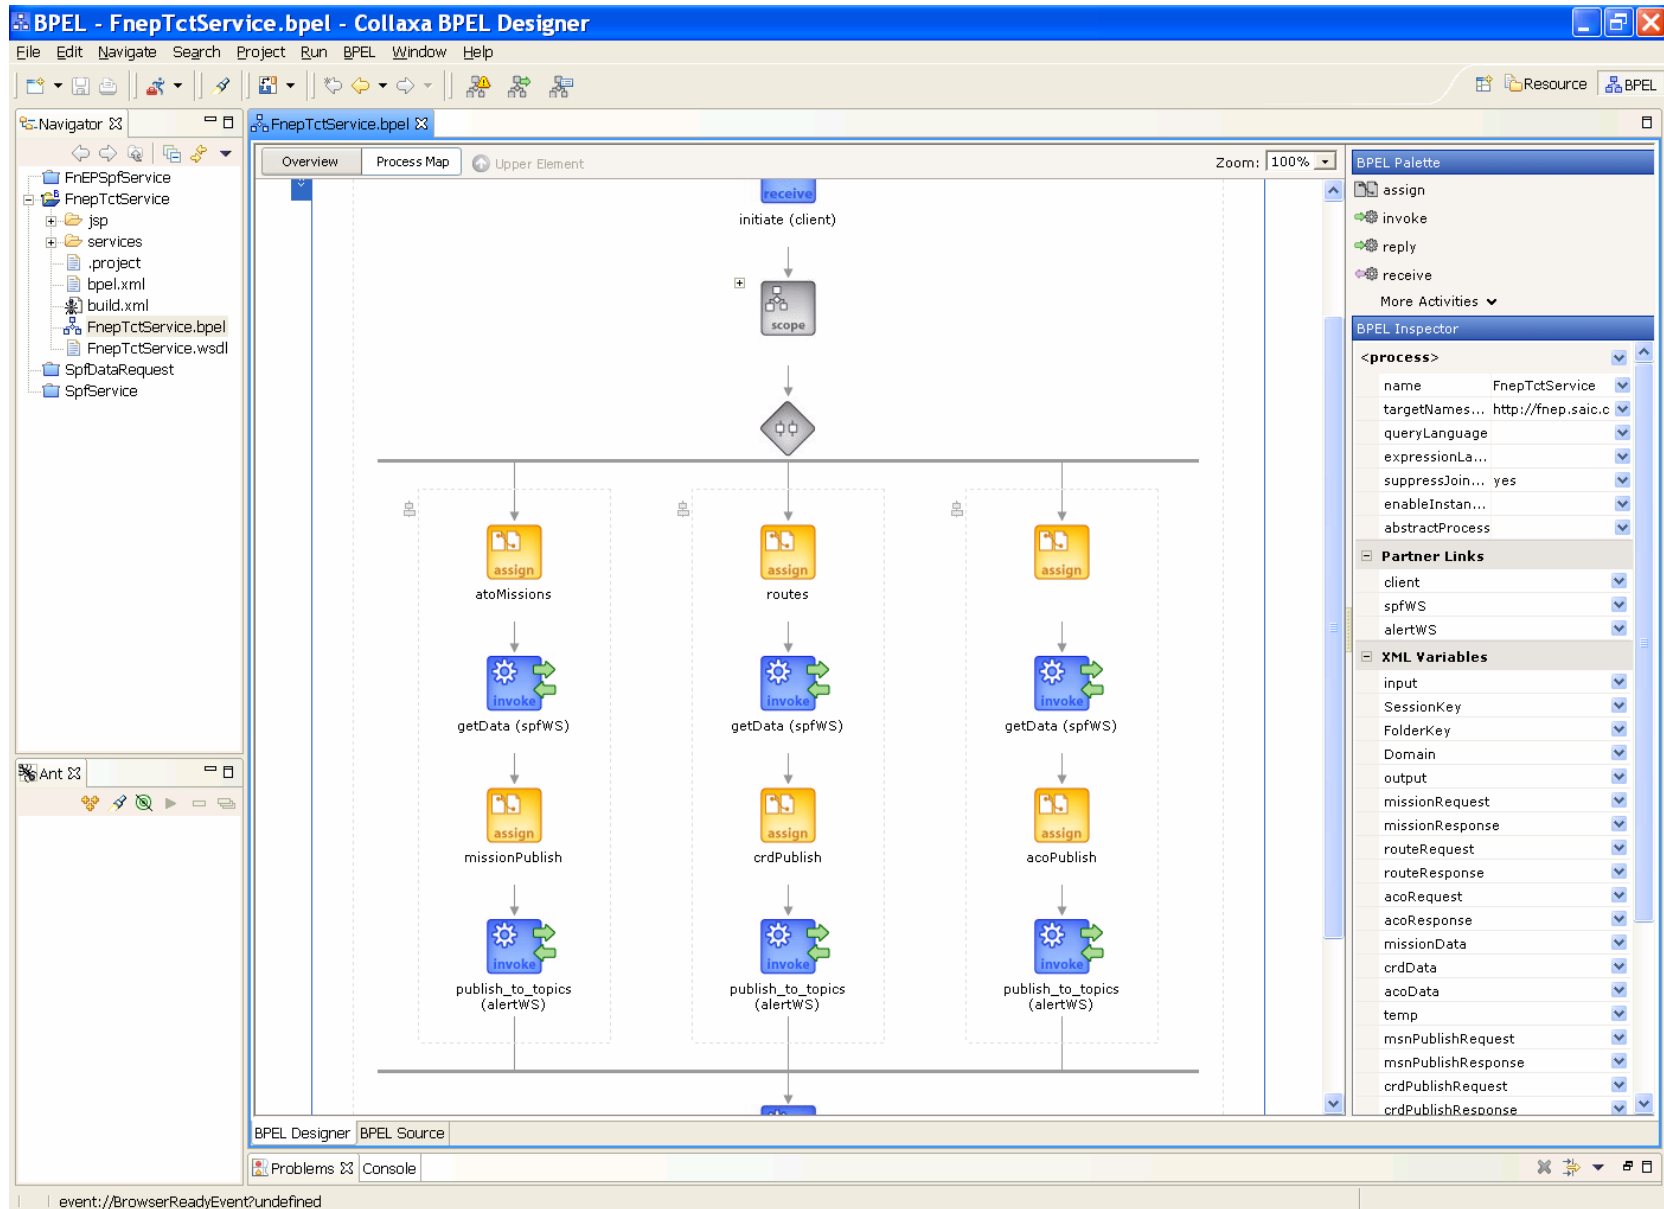 BPEL - FnepTctService.bpel - Collaxa BPEL Designer
File Edit Navigate Search Project Run BPEL Window Help
Resource BPEL
Navigator
FnEPSpfService
FnepTctService
jsp
services
.project
bpel.xml
build.xml
FnepTctService.bpel
FnepTctService.wsdl
SpfDataRequest
SpfService
Ant
FnepTctService.bpel
Overview Process Map Upper Element Zoom: 100%
receive
initiate (client)
scope
assign assign assign
atoMissions routes
invoke invoke invoke
getData (spfWS) getData (spfWS) getData (spfWS)
assign assign assign
missionPublish crdPublish acoPublish
invoke invoke invoke
publish_to_topics publish_to_topics publish_to_topics
(alertWS) (alertWS) (alertWS)
BPEL Designer BPEL Source
BPEL Palette
assign
invoke
reply
receive
More Activities
BPEL Inspector
<process>
name FnepTctService
targetNames... http://fnep.saic.c
queryLanguage
expressionLa...
suppressJoin... yes
enableInstan...
abstractProcess
Partner Links
client
spfWS
alertWS
XML Variables
input
SessionKey
FolderKey
Domain
output
missionRequest
missionResponse
routeRequest
routeResponse
acoRequest
acoResponse
missionData
crdData
acoData
temp
msnPublishRequest
msnPublishResponse
crdPublishRequest
crdPublishResponse
Problems Console
event://BrowserReadyEvent?undefined